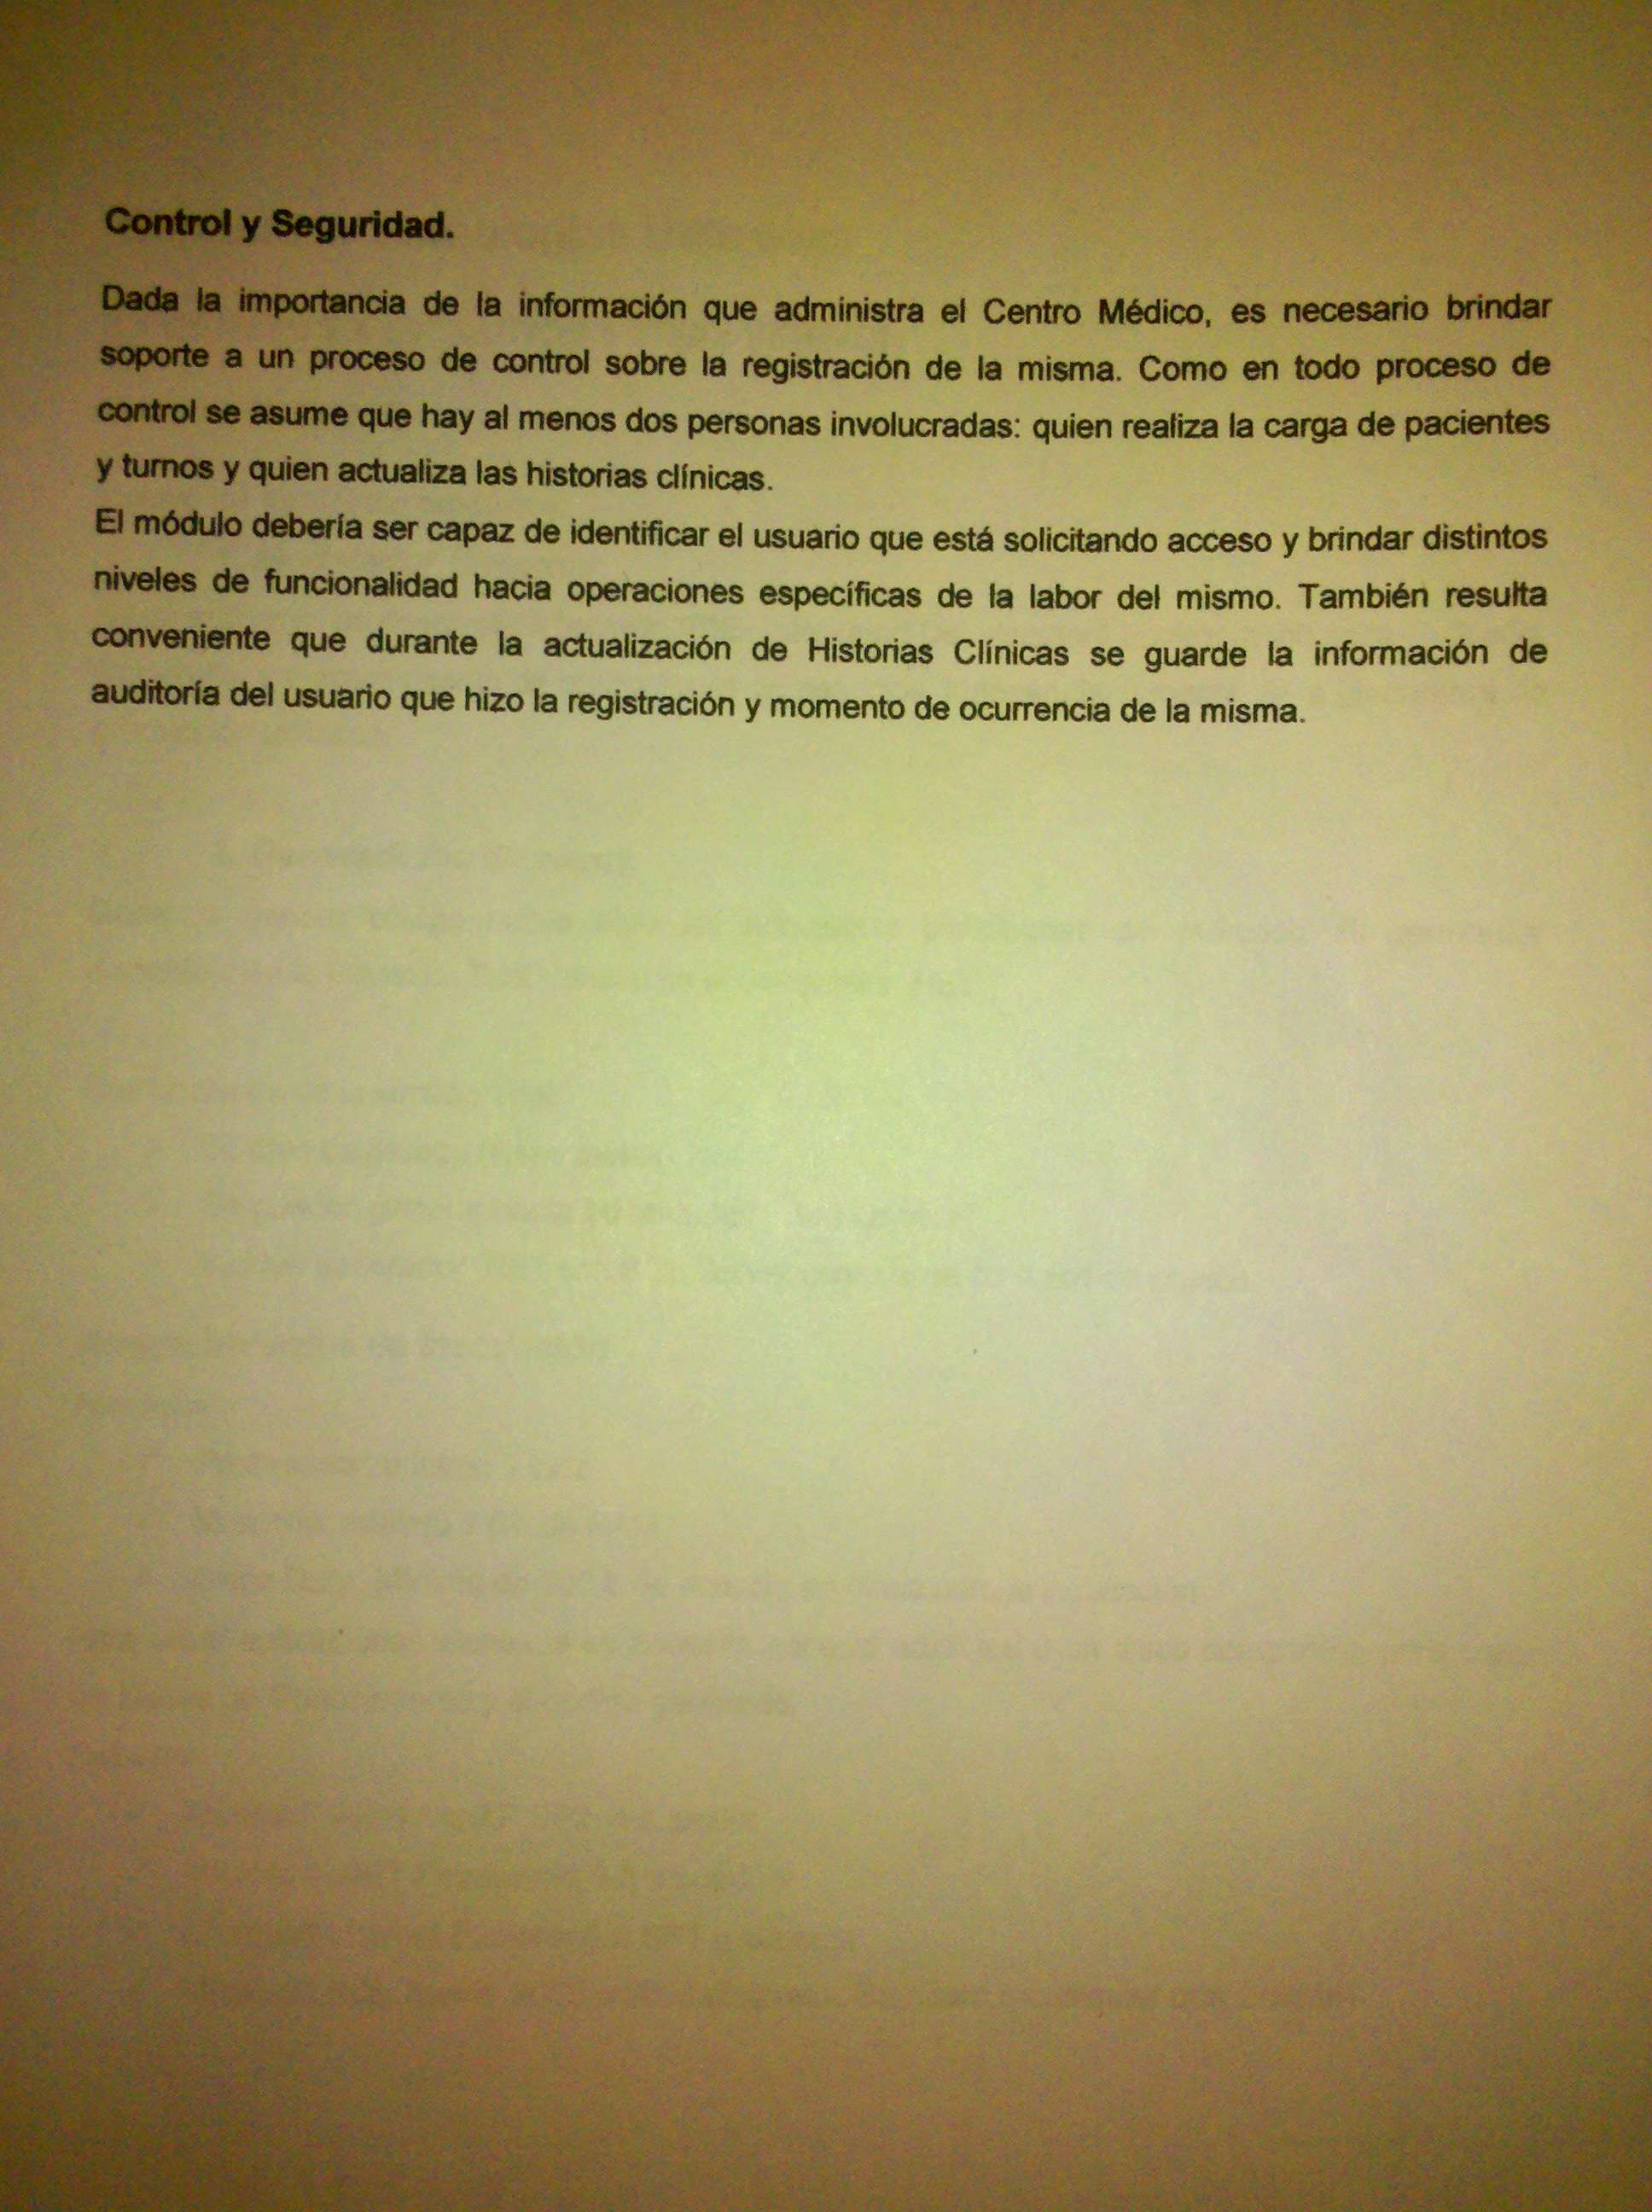 Control y Seguridad.
Dada la importancia de la información que administra el Centro Médico, es necesario brindar
soporte a un proceso de control sobre la registración de la misma. Como en todo proceso de
control se asume que hay al menos dos personas involucradas: quien realiza la carga de pacientes
y turnos y quien actualiza las historias clínicas.
El módulo debería ser capaz de identificar el usuario que está solicitando acceso y brindar distintos
niveles de funcionalidad hacia operaciones específicas de la labor del mismo. También resulta
conveniente que durante la actualización de Historias Clínicas se guarde la información de
auditoría del usuario que hizo la registración y momento de ocurrencia de la misma.